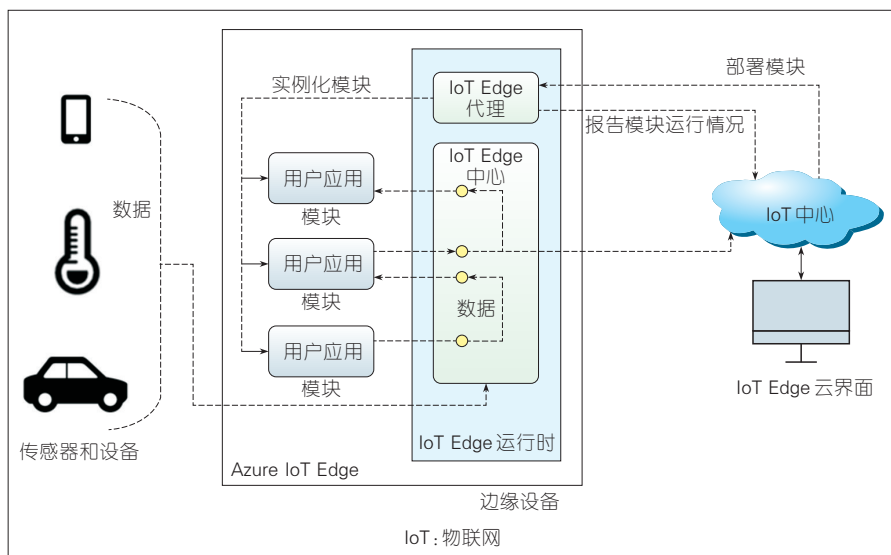 部署模块
实例化模块
IoT Edge
代理
报告模块运行情况
IoT Edge
中心
用户应用
模块
数据
IoT 中心
用户应用
模块
数据
用户应用
模块
IoT Edge 云界面
传感器和设备
IoT Edge 运行时
Azure IoT Edge
边缘设备
IoT：物联网